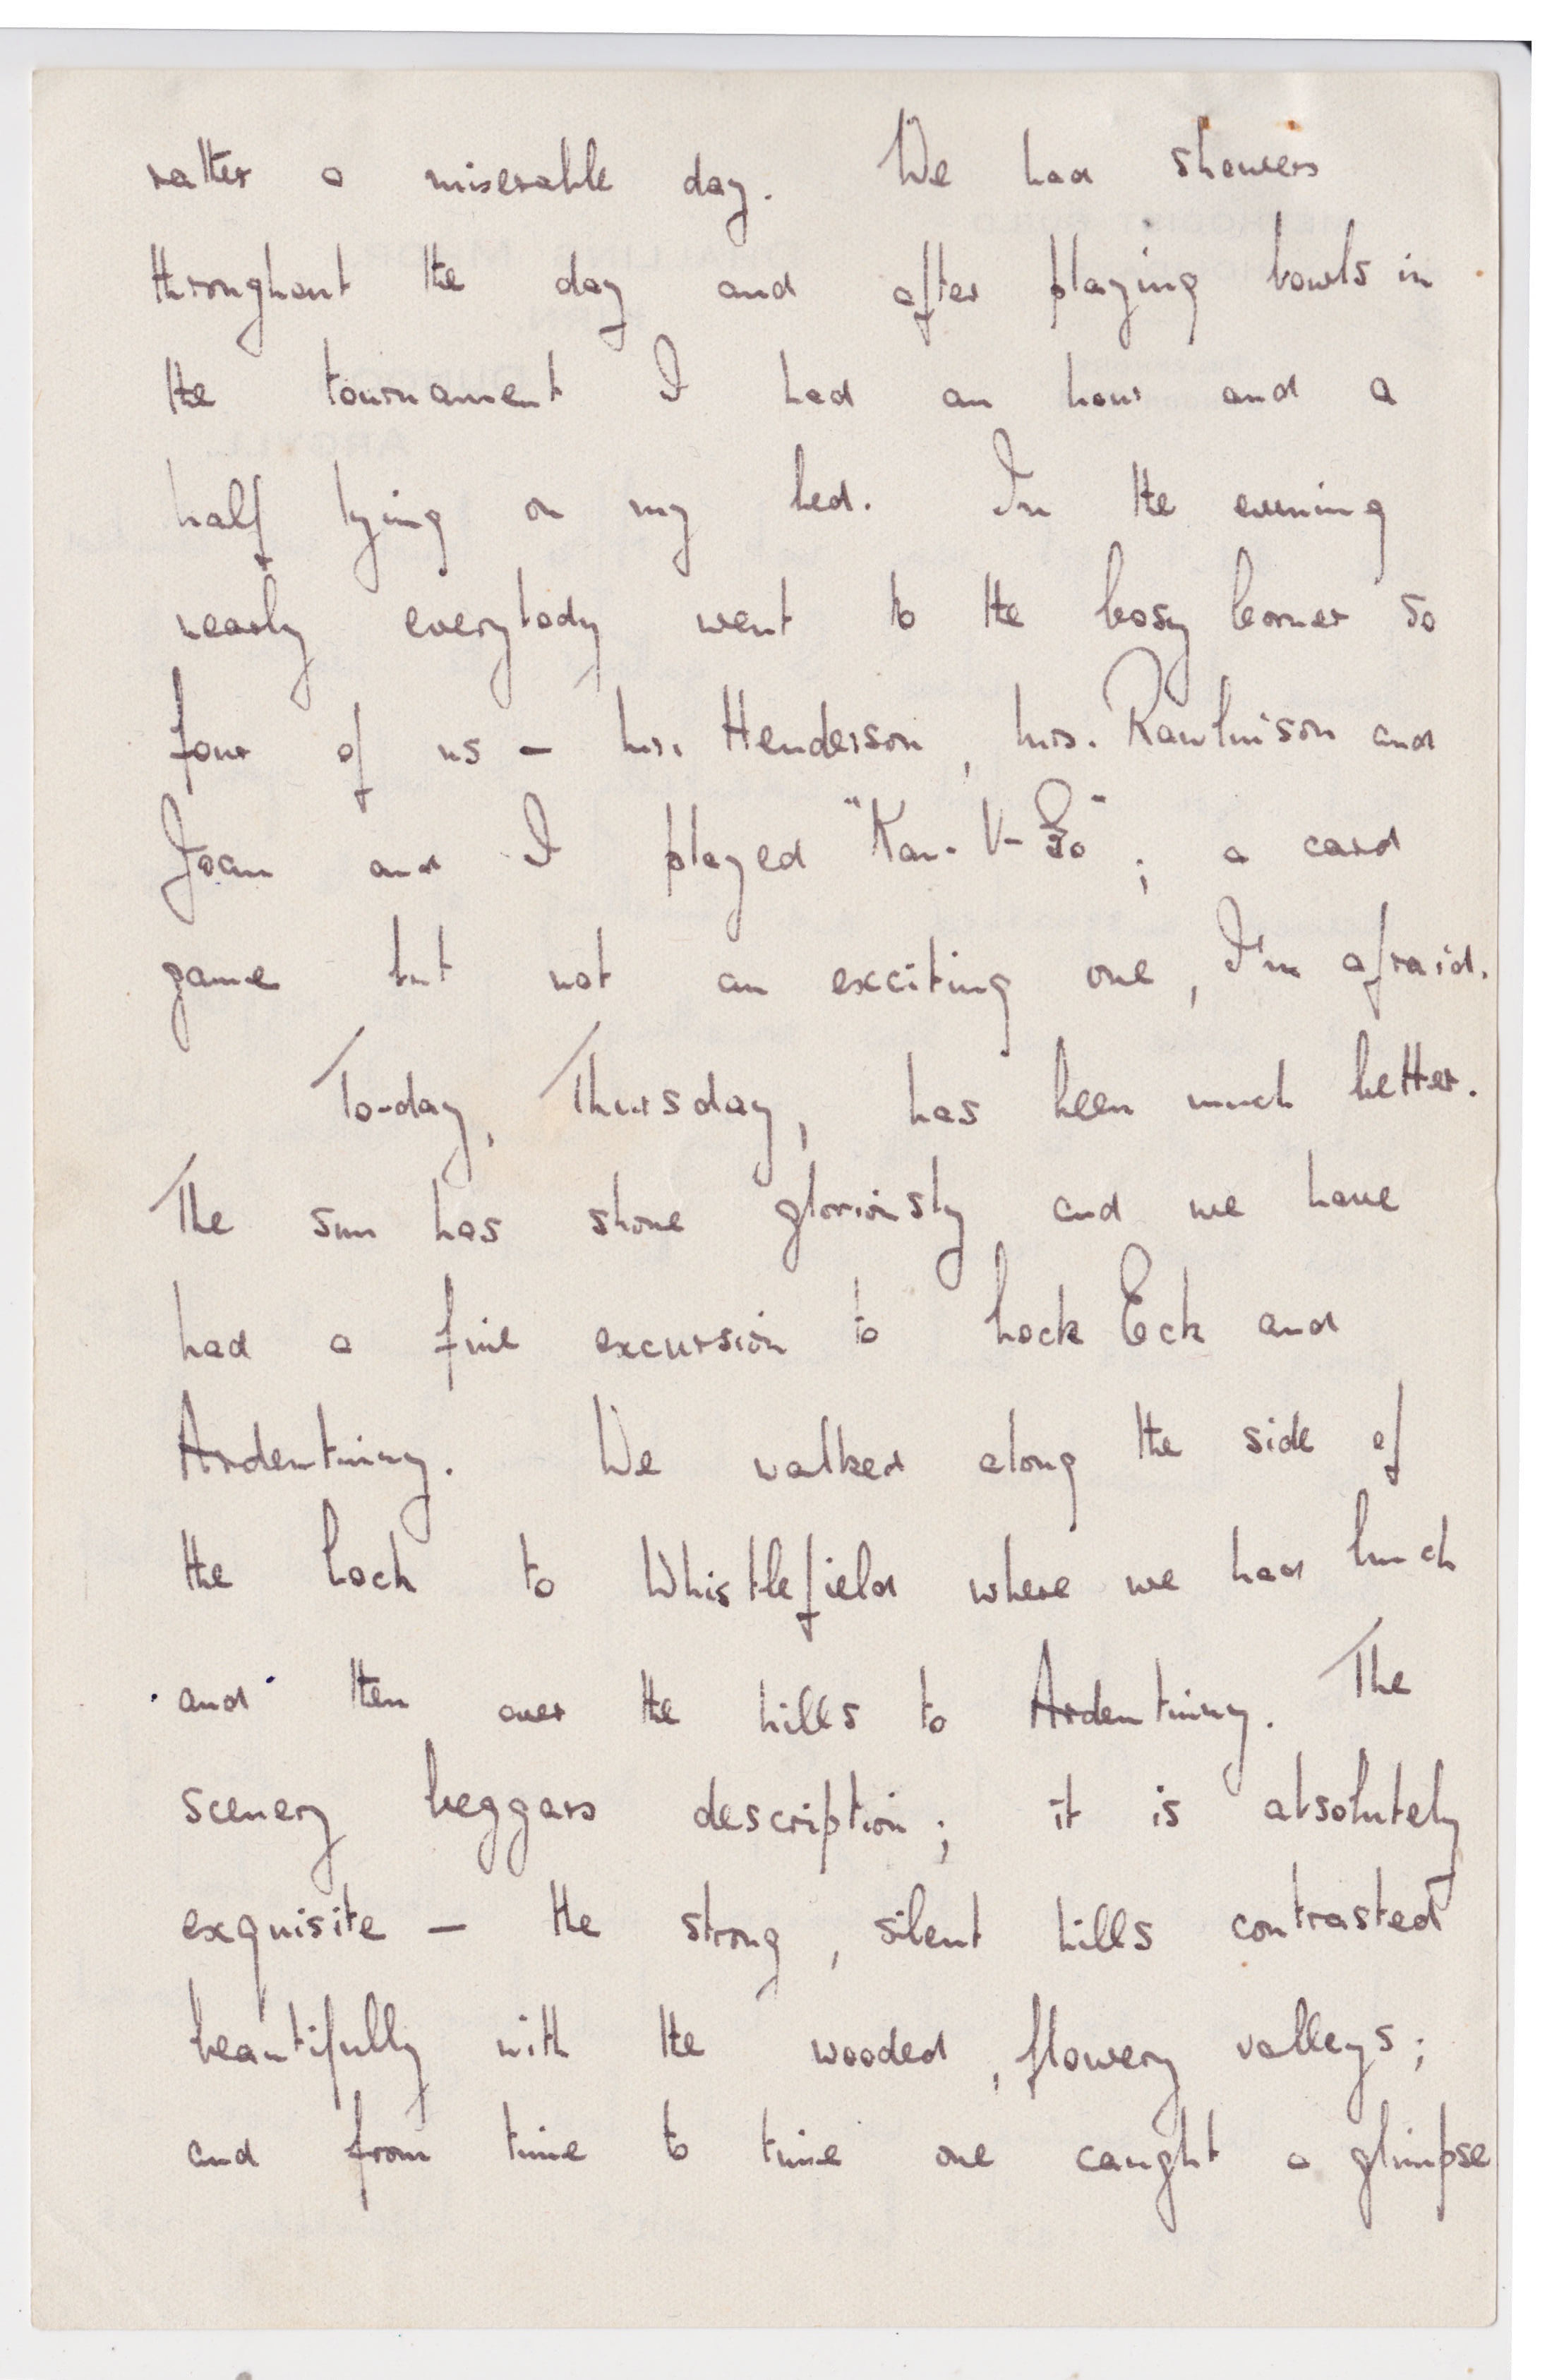 rather a miserable day. We had showers
throughout the day and after playing bowls in
the tournament I had an hour and a
half lying on my bed. In the evening
nearly everybody went to the Cosy Corner so
four of us – Mr. Henderson, Mrs. Rawlinson and
Joan and I played "Kan-U-Go"; a card
game but not an exciting one, I'm afraid.
To-day, Thursday, has been much better.
The sun has shone gloriously and we have
had a fine excursion to Lock Eck and
Ardentinny. We walked along the side of
the Loch to Whistlefield where we had lunch
and then over the hills to Ardentinny. The
scenery beggars description; it is absolutely
exquisite – the strong, silent hills contrasted
beautifully with the wooded, flowery valleys;
and from time to time one caught a glimpse